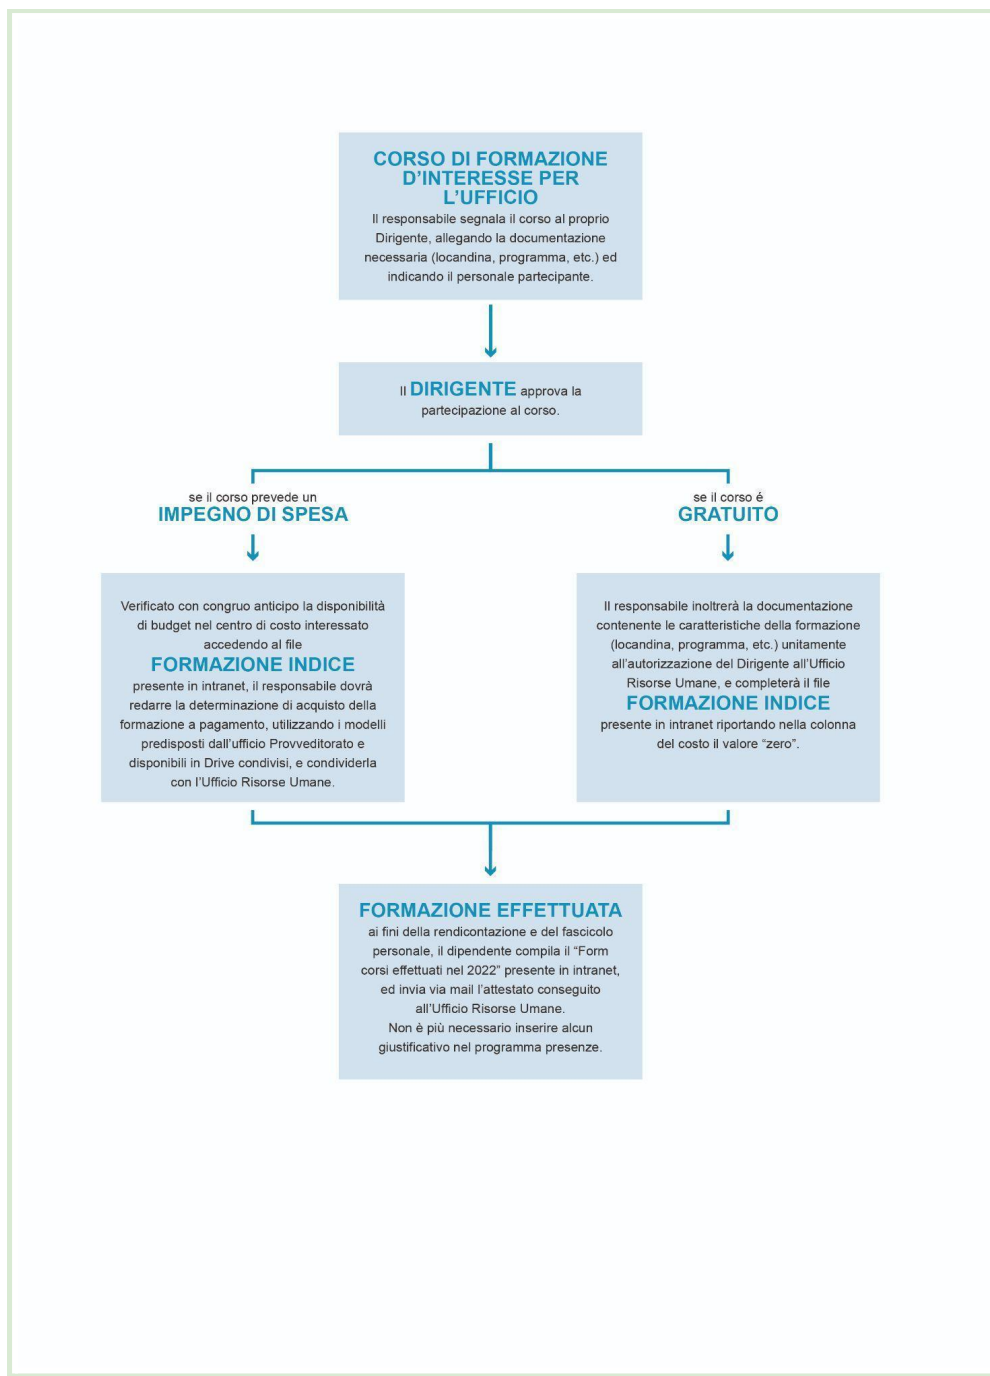 CORSO DI FORMAZIONE
D’INTERESSE PER
L’UFFICIO
Il responsabile segnala il corso al proprio
Dirigente, allegando la documentazione
necessaria (locandina, programma, etc.) ed
indicando il personale partecipante.
Il DIRIGENTE approva la
partecipazione al corso.
se il corso prevede un
IMPEGNO DI SPESA
se il corso é
GRATUITO
Verificato con congruo anticipo la disponibilità
di budget nel centro di costo interessato
accedendo al file
FORMAZIONE INDICE
presente in intranet, il responsabile dovrà
redarre la determinazione di acquisto della
formazione a pagamento, utilizzando i modelli
predisposti dall’ufficio Provveditorato e
disponibili in Drive condivisi, e condividerla
con l’Ufficio Risorse Umane.
Il responsabile inoltrerà la documentazione
contenente le caratteristiche della formazione
(locandina, programma, etc.) unitamente
all’autorizzazione del Dirigente all’Ufficio
Risorse Umane, e completerà il file
FORMAZIONE INDICE
presente in intranet riportando nella colonna
del costo il valore “zero”.
FORMAZIONE EFFETTUATA
ai fini della rendicontazione e del fascicolo
personale, il dipendente compila il “Form
corsi effettuati nel 2022” presente in intranet,
ed invia via mail l’attestato conseguito
all’Ufficio Risorse Umane.
Non è più necessario inserire alcun
giustificativo nel programma presenze.